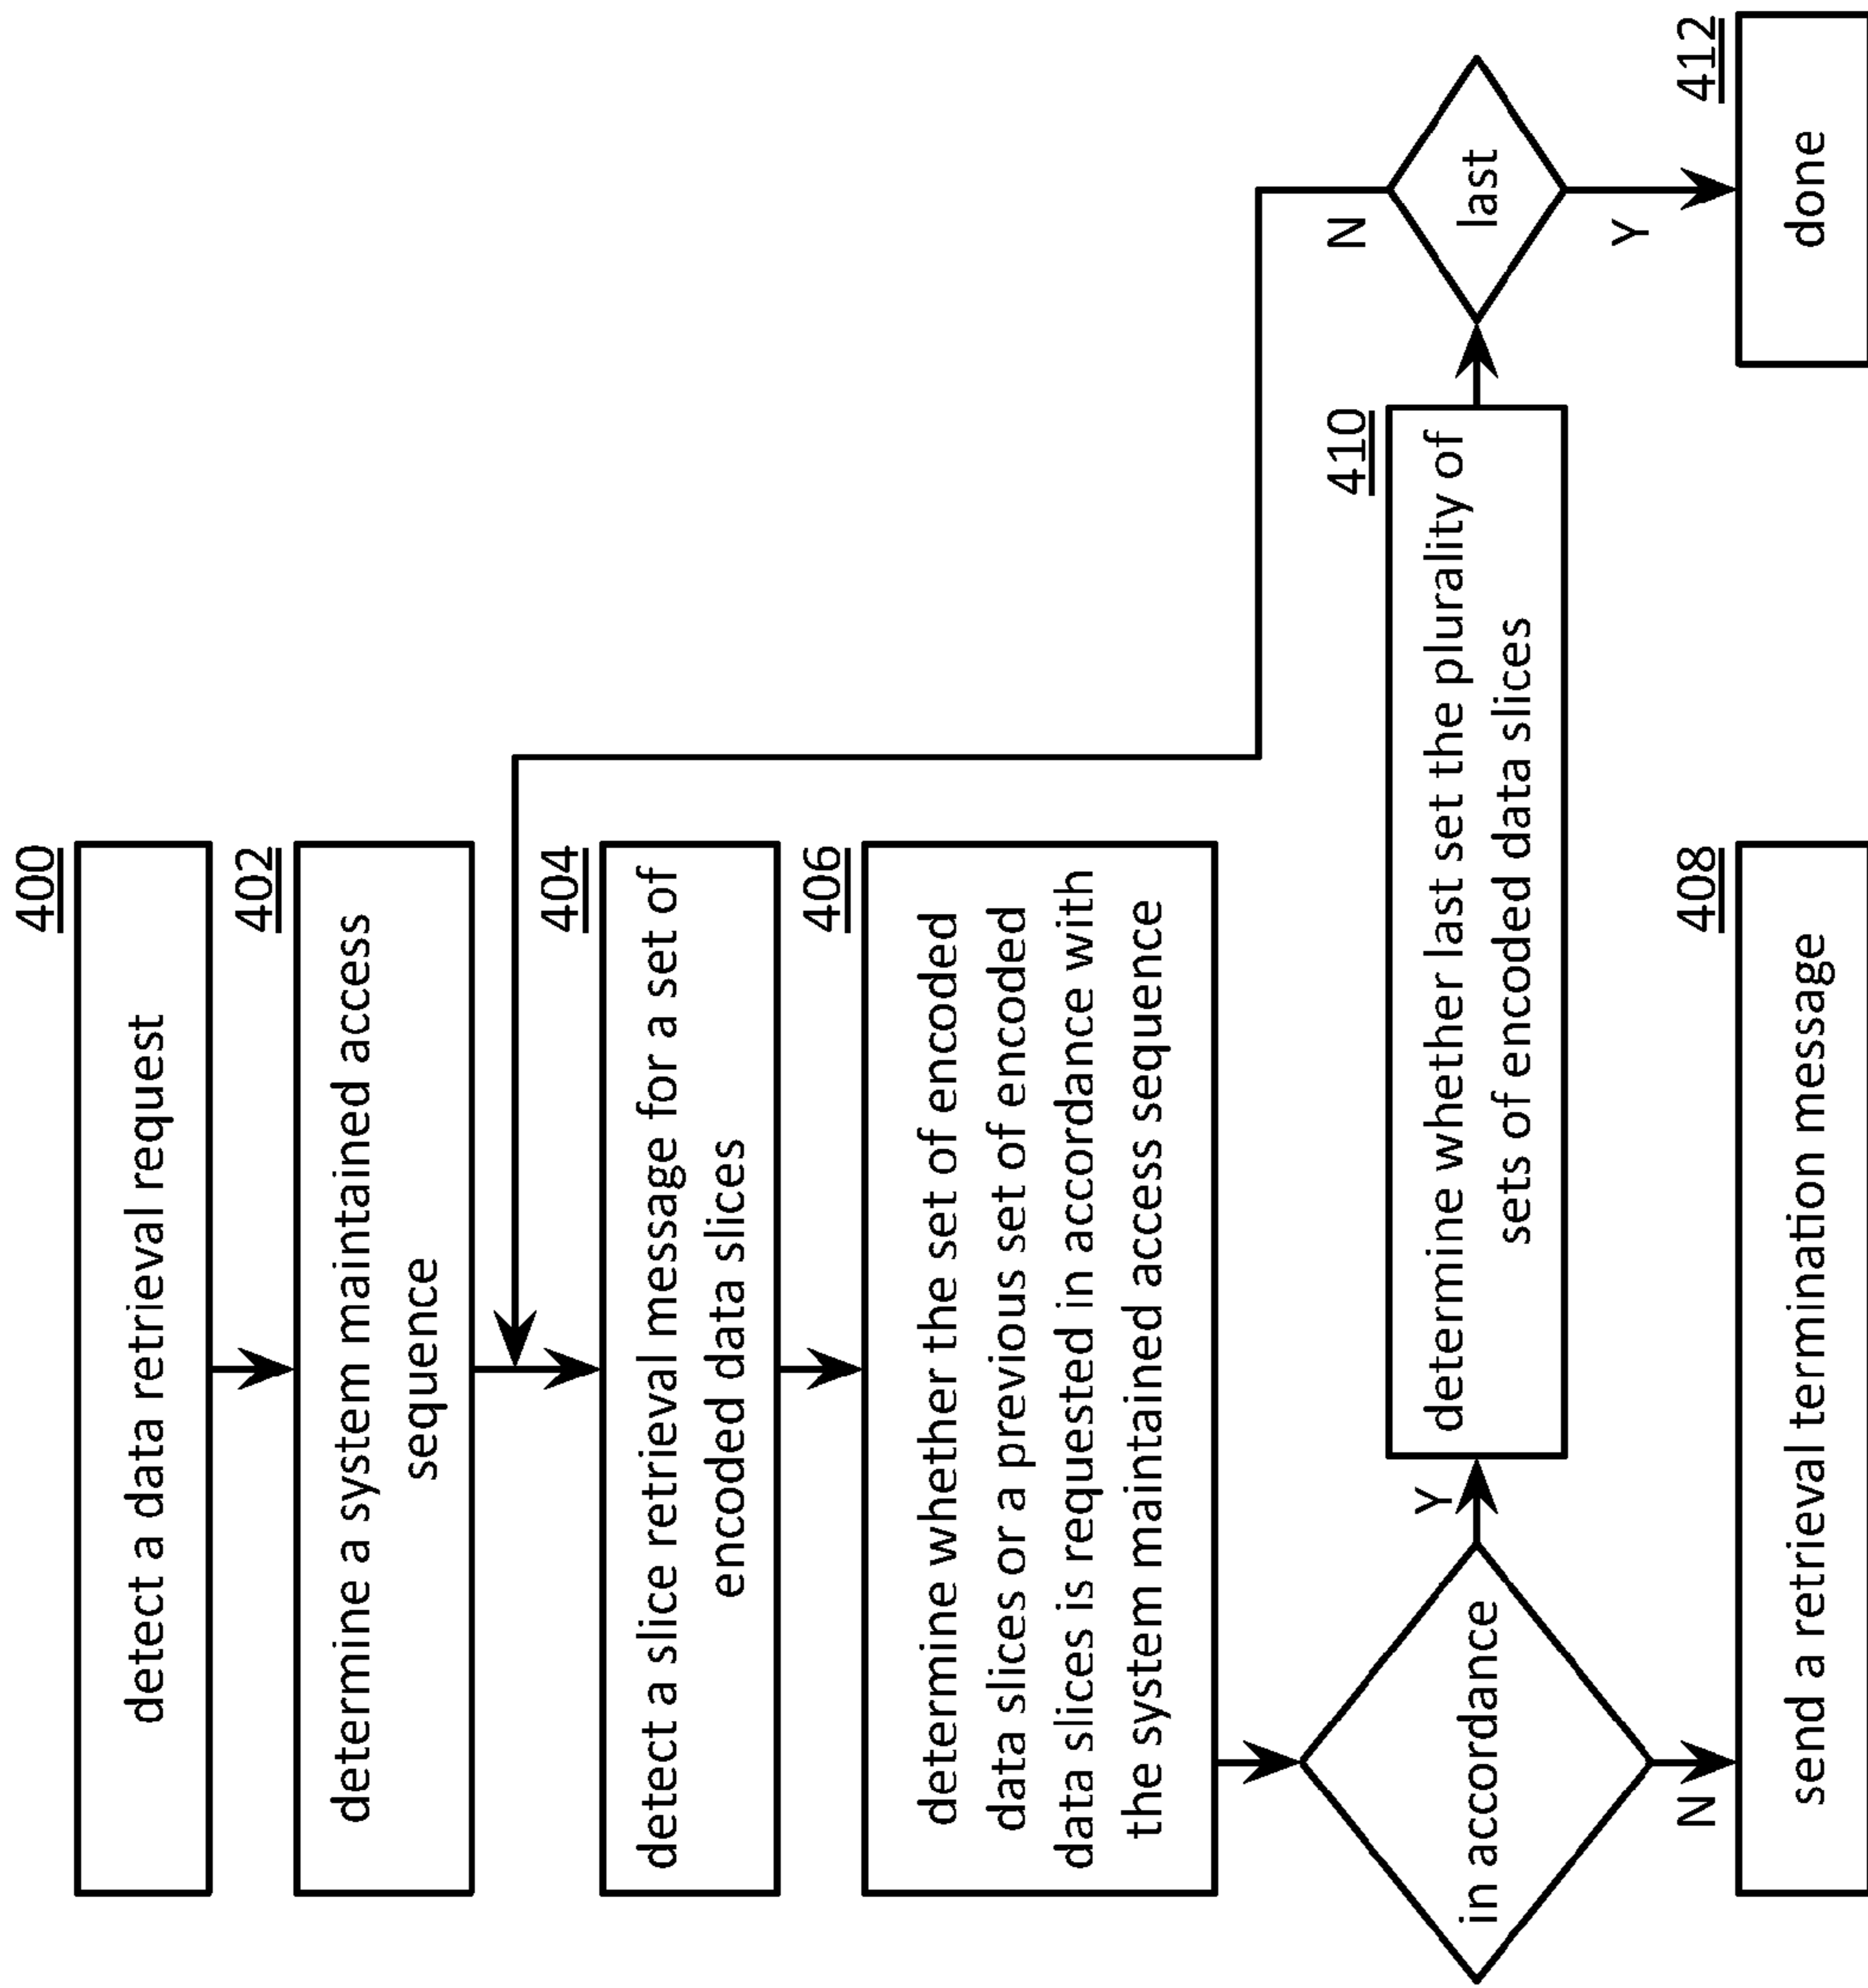 400
detect a data retrieval request
402
determine a system maintained access
sequence
404
detect a slice retrieval message for a set of
encoded data slices
406
determine whether the set of encoded
data slices or a previous set of encoded
data slices is requested in accordance with
the system maintained access sequence
in accordance
Y
N
408
send a retrieval termination message
410
determine whether last set the plurality of
sets of encoded data slices
last
N
Y
412
done